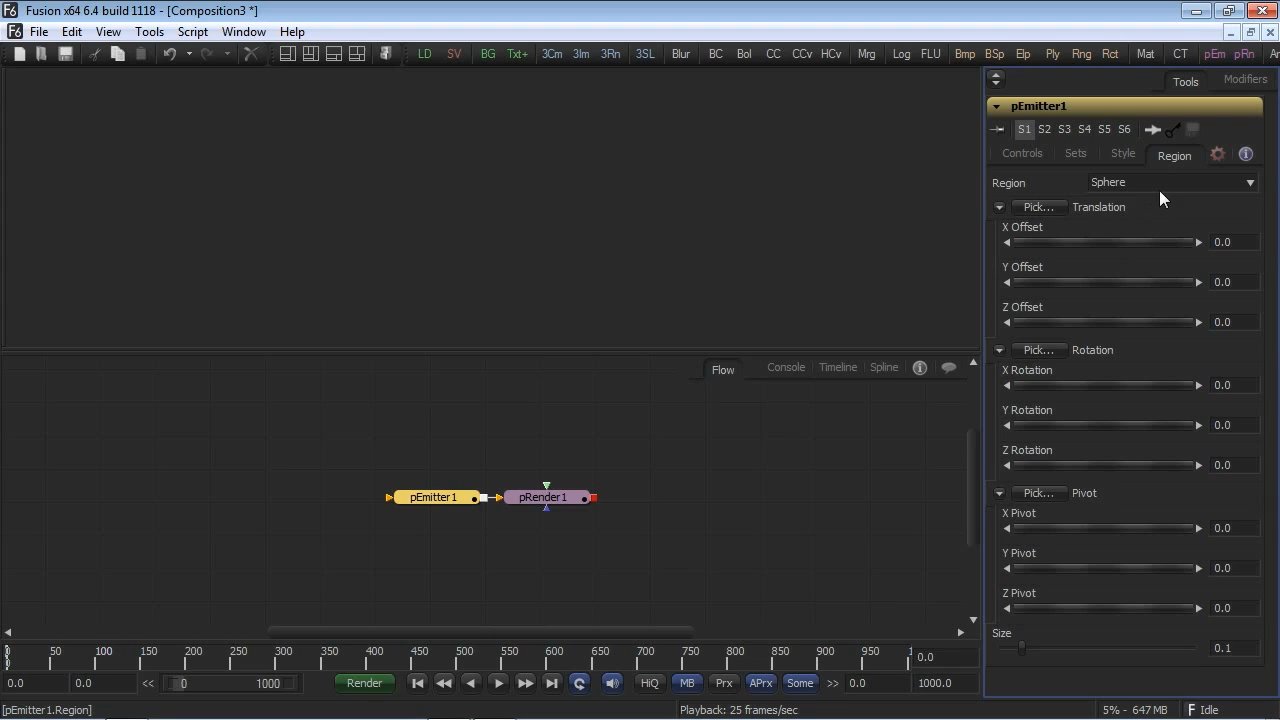 Fusion x64 6.4 build 1118 - [Composition3 *]
File Edit View Tools Script Window Help
LD SV BG Txt+ 3Cm 3Im 3Rn 3SL Blur BC Bol CC CCv HCv Mrg Log FLU Bmp BSp Elp Ply Rng Rct Mat CT pEm pRn
Tools Modifiers
pEmitter1
S1 S2 S3 S4 S5 S6
Controls Sets Style Region
Region Sphere
Pick... Translation
X Offset
0.0
Y Offset
0.0
Z Offset
0.0
Pick... Rotation
X Rotation
0.0
Y Rotation
0.0
Z Rotation
0.0
Pick... Pivot
X Pivot
0.0
Y Pivot
0.0
Z Pivot
0.0
Size
0.1
Flow Console Timeline Spline
pEmitter1 pRender1
0 50 100 150 200 250 300 350 400 450 500 550 600 650 700 750 800 850 900 950 1
0.0
0.0 0.0 << 0 1000 Render HiQ MB Prx APrx Some >> 0.0 1000.0
[pEmitter1.Region] Playback: 25 frames/sec 5% - 647 MB Idle